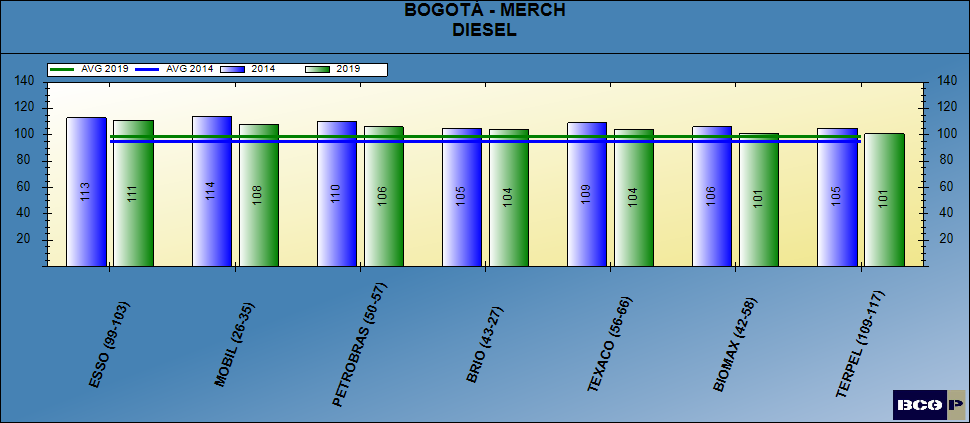 BOGOTÁ - MERCH
DIESEL
AVG 2019 AVG 2014 2014 2019
140 140
120 120
100 100
80 80
60 60
40 40
20 20
113 111 114 108 110 106 105 104 109 104 106 101 105 101
ESSO (99-103)
MOBIL (26-35)
PETROBRAS (50-57)
BRIO (43-27)
TEXACO (56-66)
BIOMAX (42-58)
TERPEL (109-117)
BCG P